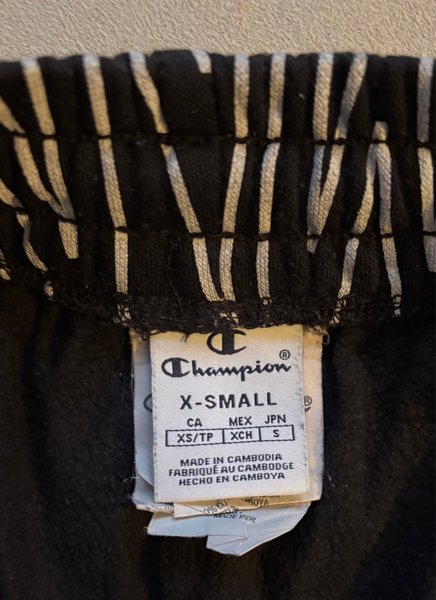 Champion®
X-SMALL
CA MEX JPN
XS/TP XCH S
MADE IN CAMBODIA
FABRIQUÉ AU CAMBODGE
HECHO EN CAMBOYA